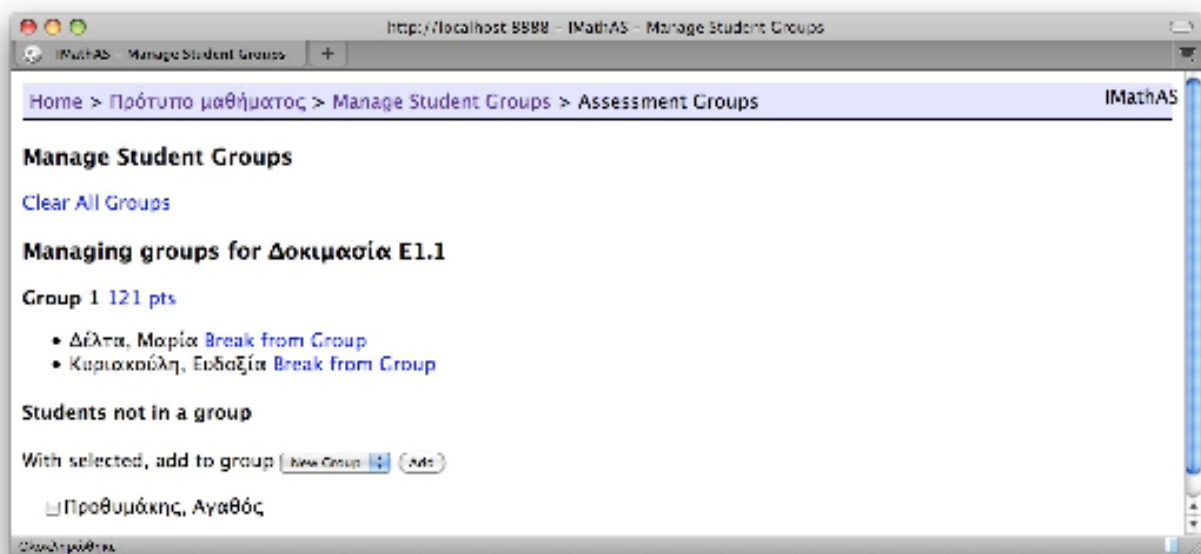 http://localhost 8888 – IMathAS – Manage Student Groups
IMathAS – Manage Student Groups +
Home > Πρότυπο μαθήματος > Manage Student Groups > Assessment Groups IMathAS
Manage Student Groups
Clear All Groups
Managing groups for Δοκιμασία Ε1.1
Group 1 121 pts
• Δέλτα, Μαρία Break from Group
• Κυριακούλη, Ευδοξία Break from Group
Students not in a group
With selected, add to group New Group Add
Προθυμάκης, Αγαθός
Ολοκληρώθηκε